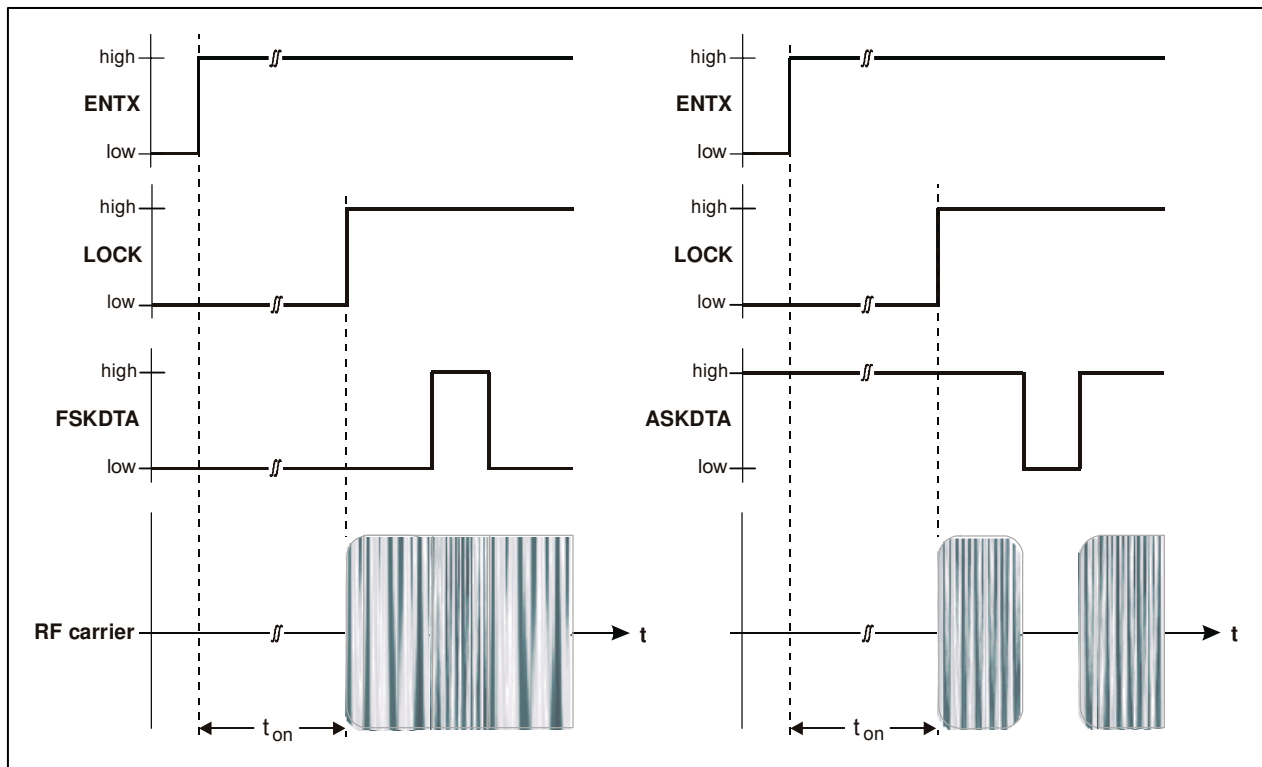 high
ENTX
low
high
LOCK
low
high
FSKDTA
low
RF carrier
t
t on
high
ENTX
low
high
LOCK
low
high
ASKDTA
low
t
t on